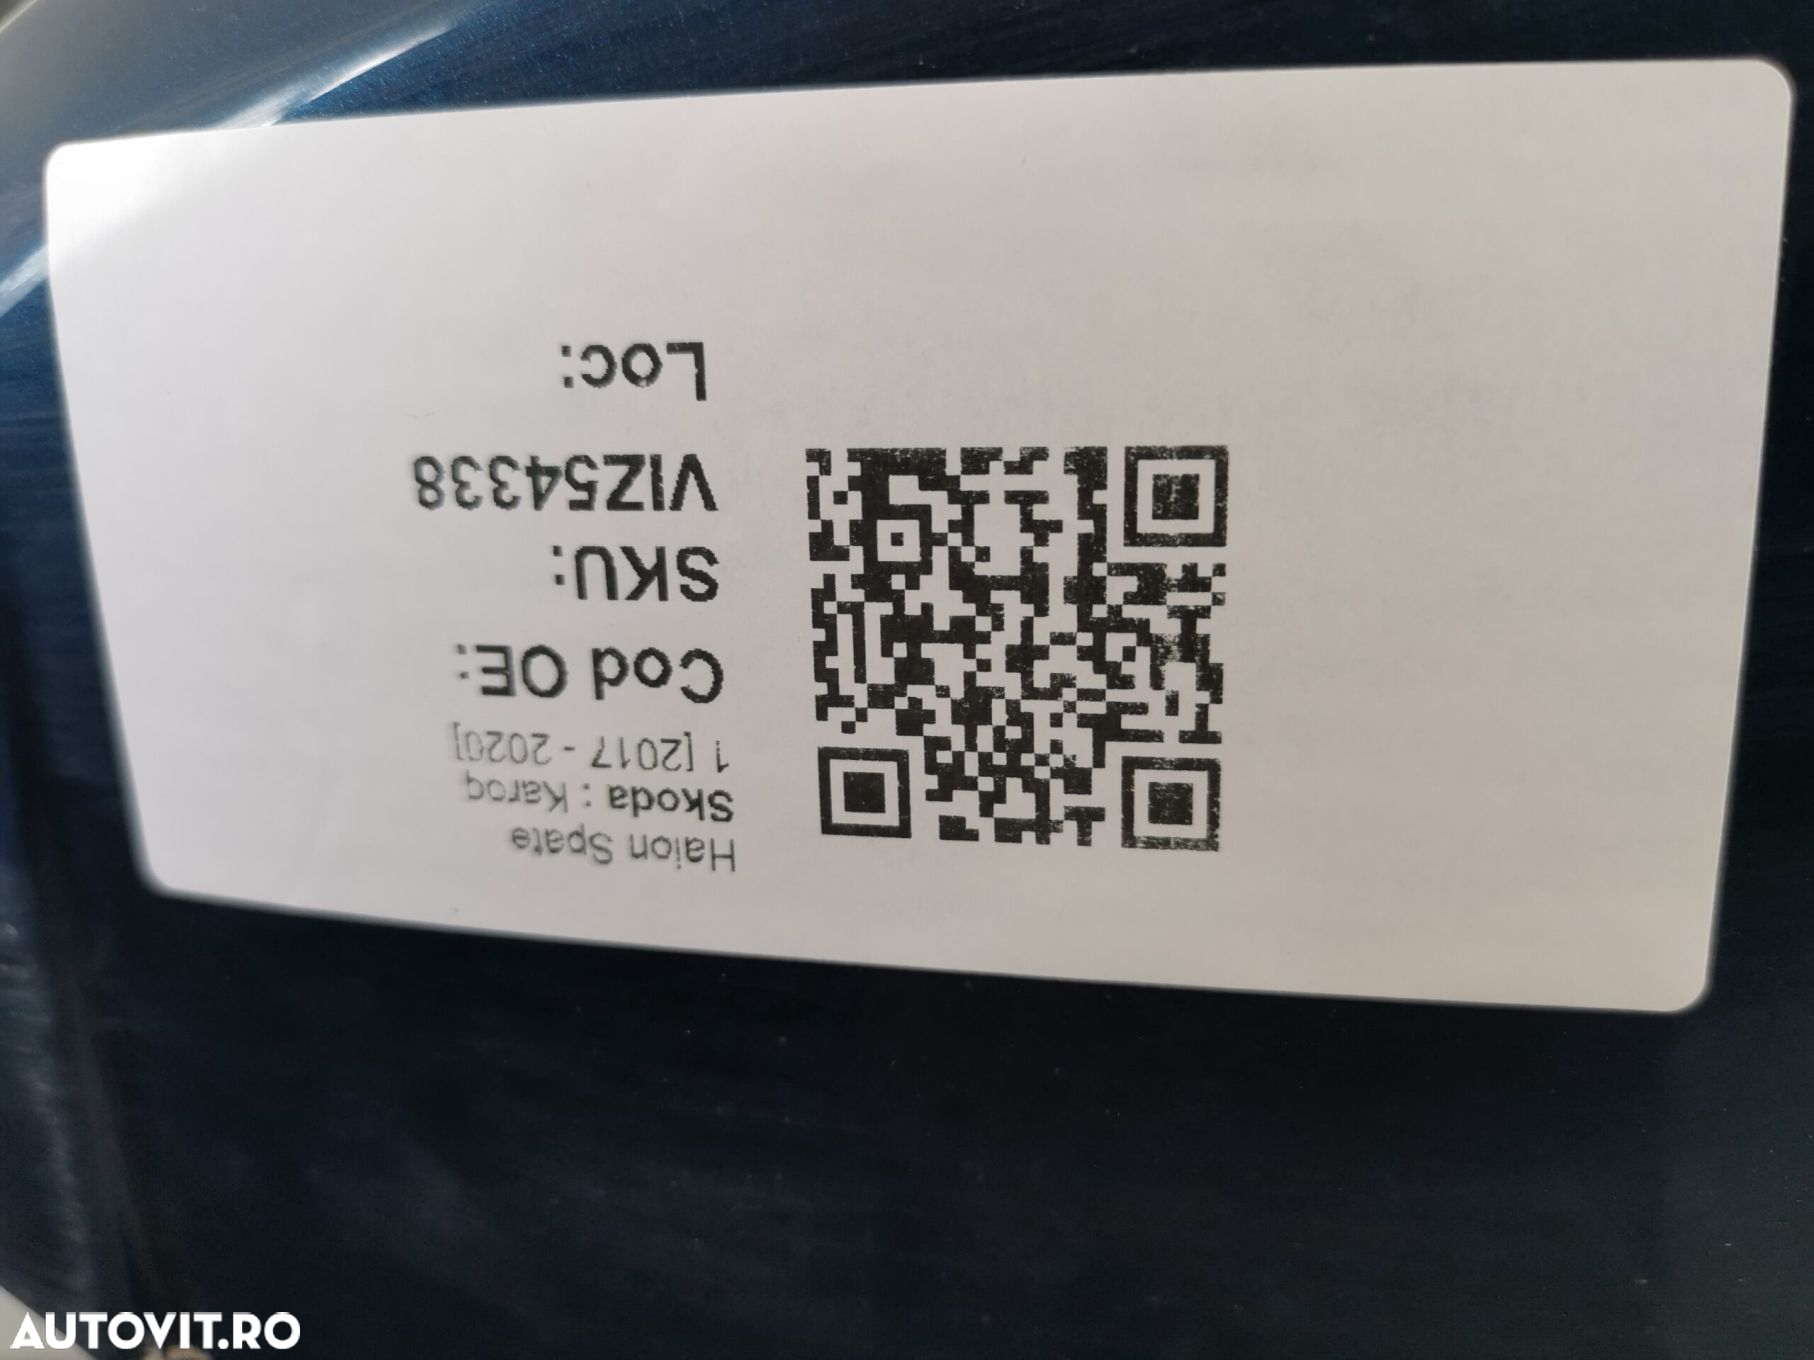 Haion Spate
Skoda : Karoq
1 [2017 - 2020]
Cod OE:
SKU:
VIZ54338
Loc:
AUTOVIT.RO